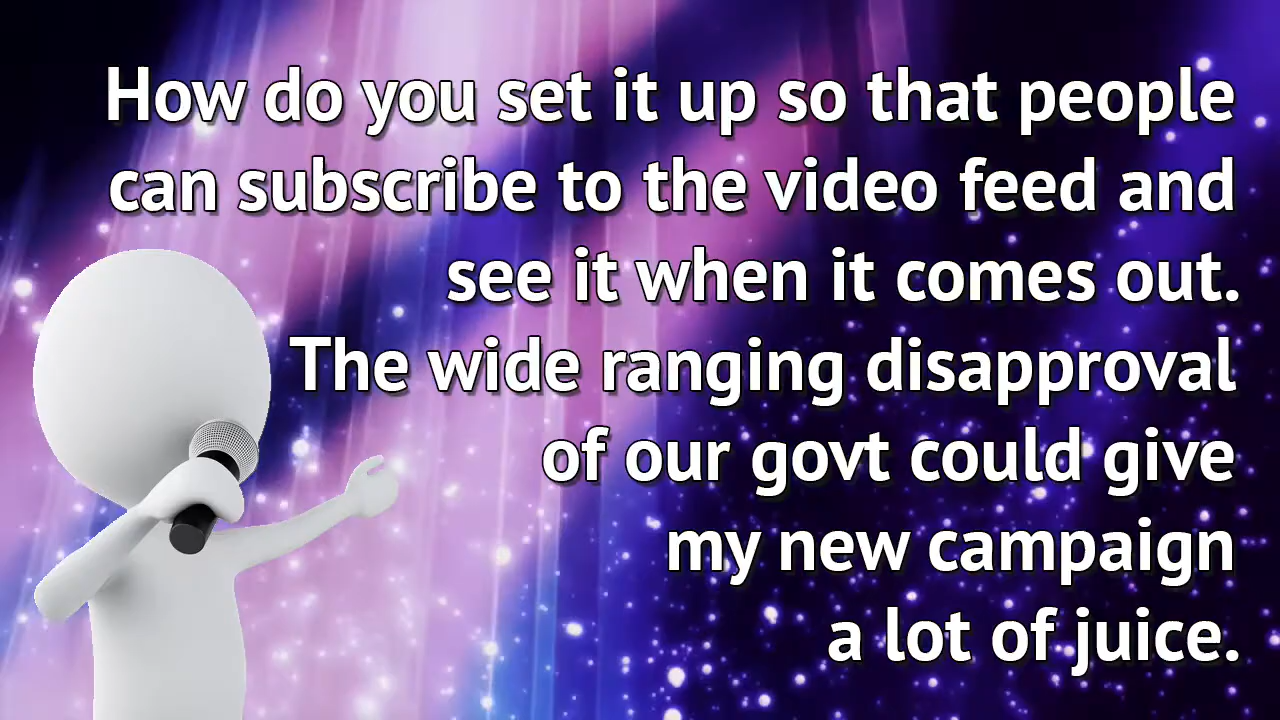 How do you set it up so that people
can subscribe to the video feed and
see it when it comes out.
The wide ranging disapproval
of our govt could give
my new campaign
a lot of juice.